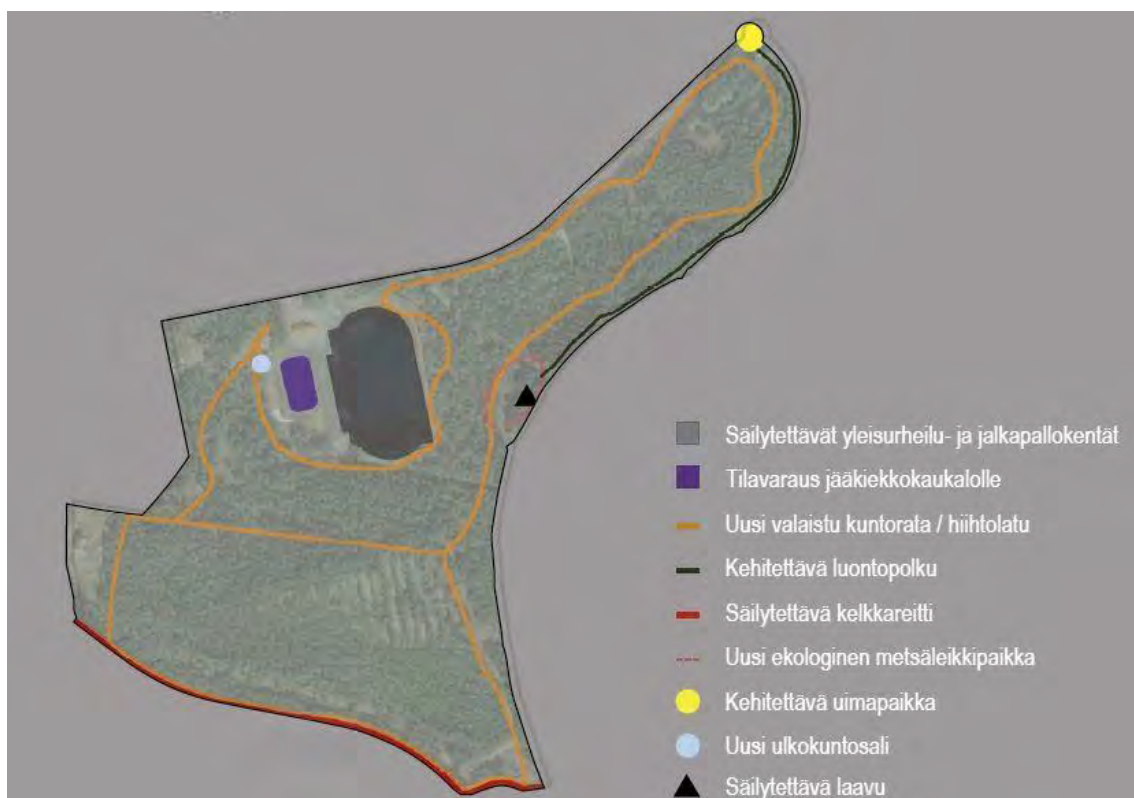 Säilytettävät yleisurheilu- ja jalkapallokentät
Tilavaraus jääkiekkokaukalolle
Uusi valaistu kuntorata / hiihtolatu
Kehitettävä luontopolku
Säilytettävä kelkkareitti
Uusi ekologinen metsäleikkipaikka
Kehitettävä uimapaikka
Uusi ulkokuntosali
Säilytettävä laavu